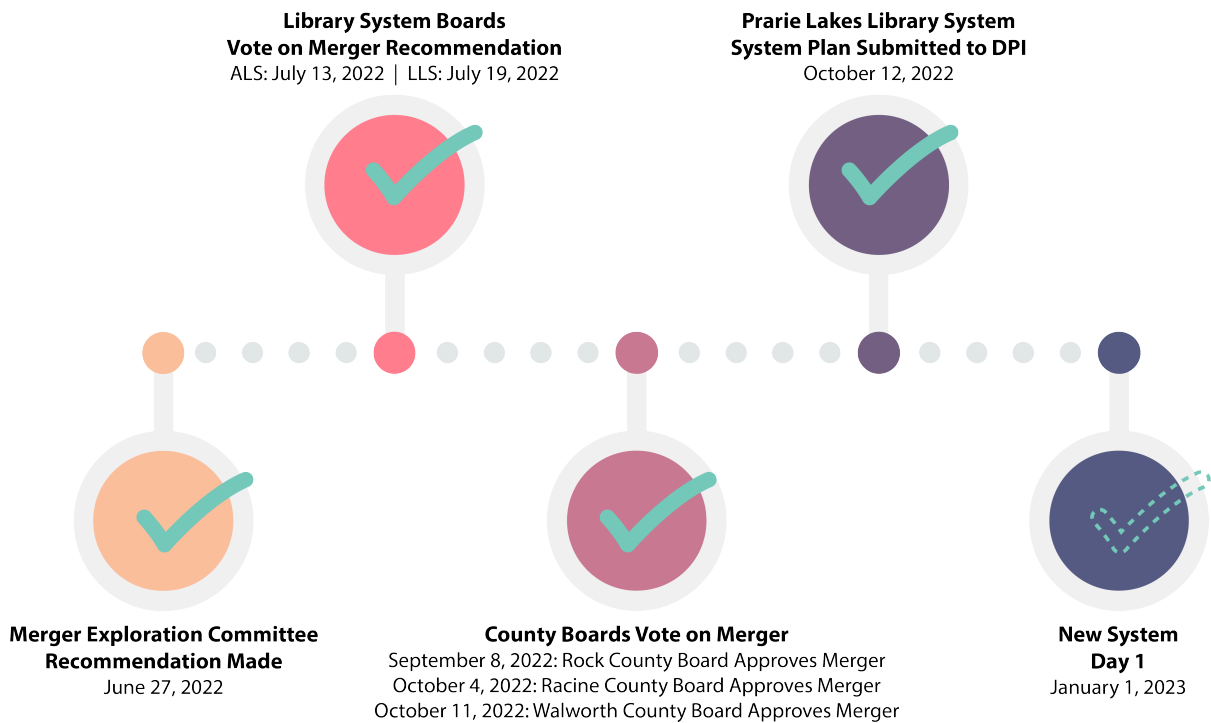 Library System Boards
Vote on Merger Recommendation
ALS: July 13, 2022 | LLS: July 19, 2022
Prarie Lakes Library System
System Plan Submitted to DPI
October 12, 2022
Merger Exploration Committee
Recommendation Made
June 27, 2022
County Boards Vote on Merger
September 8, 2022: Rock County Board Approves Merger
October 4, 2022: Racine County Board Approves Merger
October 11, 2022: Walworth County Board Approves Merger
New System
Day 1
January 1, 2023